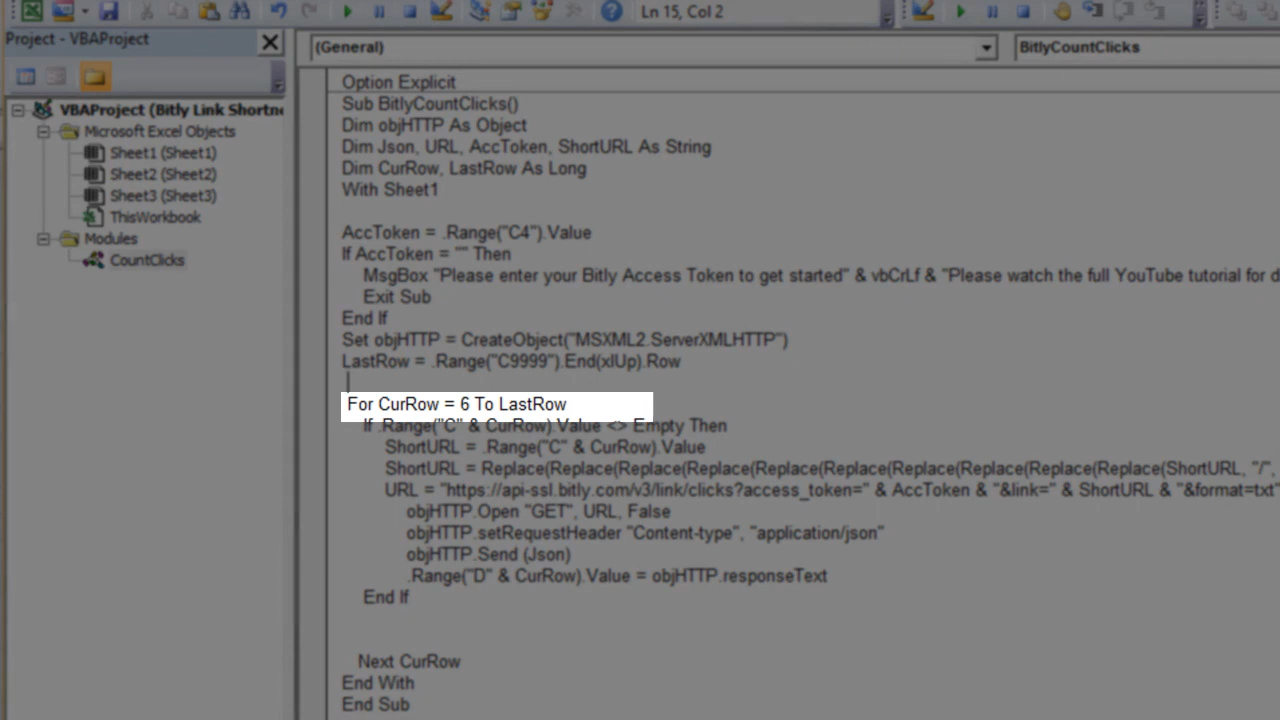 Ln 15, Col 2
Project - VBAProject
(General)
BitlyCountClicks
VBAProject (Bitly Link Shortne
Microsoft Excel Objects
Sheet1 (Sheet1)
Sheet2 (Sheet2)
Sheet3 (Sheet3)
ThisWorkbook
Modules
CountClicks
Option Explicit
Sub BitlyCountClicks()
Dim objHTTP As Object
Dim Json, URL, AccToken, ShortURL As String
Dim CurRow, LastRow As Long
With Sheet1
AccToken = .Range("C4").Value
If AccToken = "" Then
MsgBox "Please enter your Bitly Access Token to get started" & vbCrLf & "Please watch the full YouTube tutorial for d
Exit Sub
End If
Set objHTTP = CreateObject("MSXML2.ServerXMLHTTP")
LastRow = .Range("C9999").End(xlUp).Row
For CurRow = 6 To LastRow
If .Range("C" & CurRow).Value <> Empty Then
ShortURL = .Range("C" & CurRow).Value
ShortURL = Replace(Replace(Replace(Replace(Replace(Replace(Replace(Replace(Replace(Replace(ShortURL, "/",
URL = "https://api-ssl.bitly.com/v3/link/clicks?access_token=" & AccToken & "&link=" & ShortURL & "&format=txt"
objHTTP.Open "GET", URL, False
objHTTP.setRequestHeader "Content-type", "application/json"
objHTTP.Send (Json)
.Range("D" & CurRow).Value = objHTTP.responseText
End If
Next CurRow
End With
End Sub